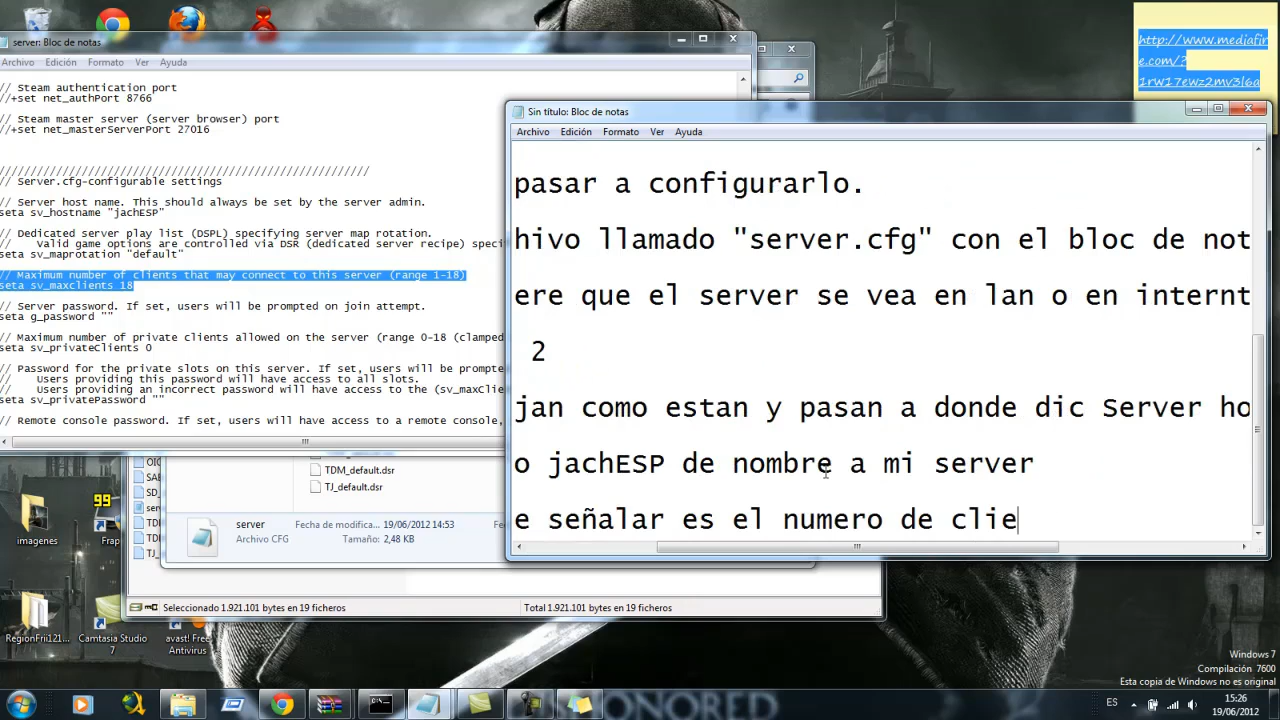 server: Bloc de notas
Archivo Edición Formato Ver Ayuda
// Steam authentication port
//+set net_authPort 8766
// Steam master server (server browser) port
//+set net_masterServerPort 27016
////////////////////////////////////////////////////////////////////
// Server.cfg-configurable settings
// Server host name. This should always be set by the server admin.
seta sv_hostname "jachESP"
// Dedicated server play list (DSPL) specifying server map rotation.
// Valid game options are controlled via DSR (dedicated server recipe) speci
seta sv_maprotation "default"
// Maximum number of clients that may connect to this server (range 1-18)
seta sv_maxclients 18
// Server password. If set, users will be prompted on join attempt.
seta g_password ""
// Maximum number of private clients allowed on the server (range 0-18 (clamped
seta sv_privateClients 0
// Password for the private slots on this server. If set, users will be prompte
// Users providing this password will have access to all slots.
// Users providing an incorrect password will have access to the (sv_maxCl
seta sv_privatePassword ""
// Remote console password. If set, users will have access to a remote console,
Sin título: Bloc de notas
Archivo Edición Formato Ver Ayuda
pasar a configurarlo.
hivo llamado "server.cfg" con el bloc de not
ere que el server se vea en lan o en internt
2
jan como estan y pasan a donde dic Server ho
o jachESP de nombre a mi server
e señalar es el numero de clie
http://www.mediafir
e.com/?
1rw17ewz2mv3l6a
TDM_default.dsr
TJ_default.dsr
server Fecha de modifica... 19/06/2012 14:53
Archivo CFG Tamaño: 2,48 KB
Seleccionado 1.921.101 bytes en 19 ficheros Total 1.921.101 bytes en 19 ficheros
99
imagenes
Frap
RegionFrii121...
Camtasia Studio
7
avast! Free
Antivirus
Windows 7
Compilación 7600
Esta copia de Windows no es original
ES
15:26
19/06/2012